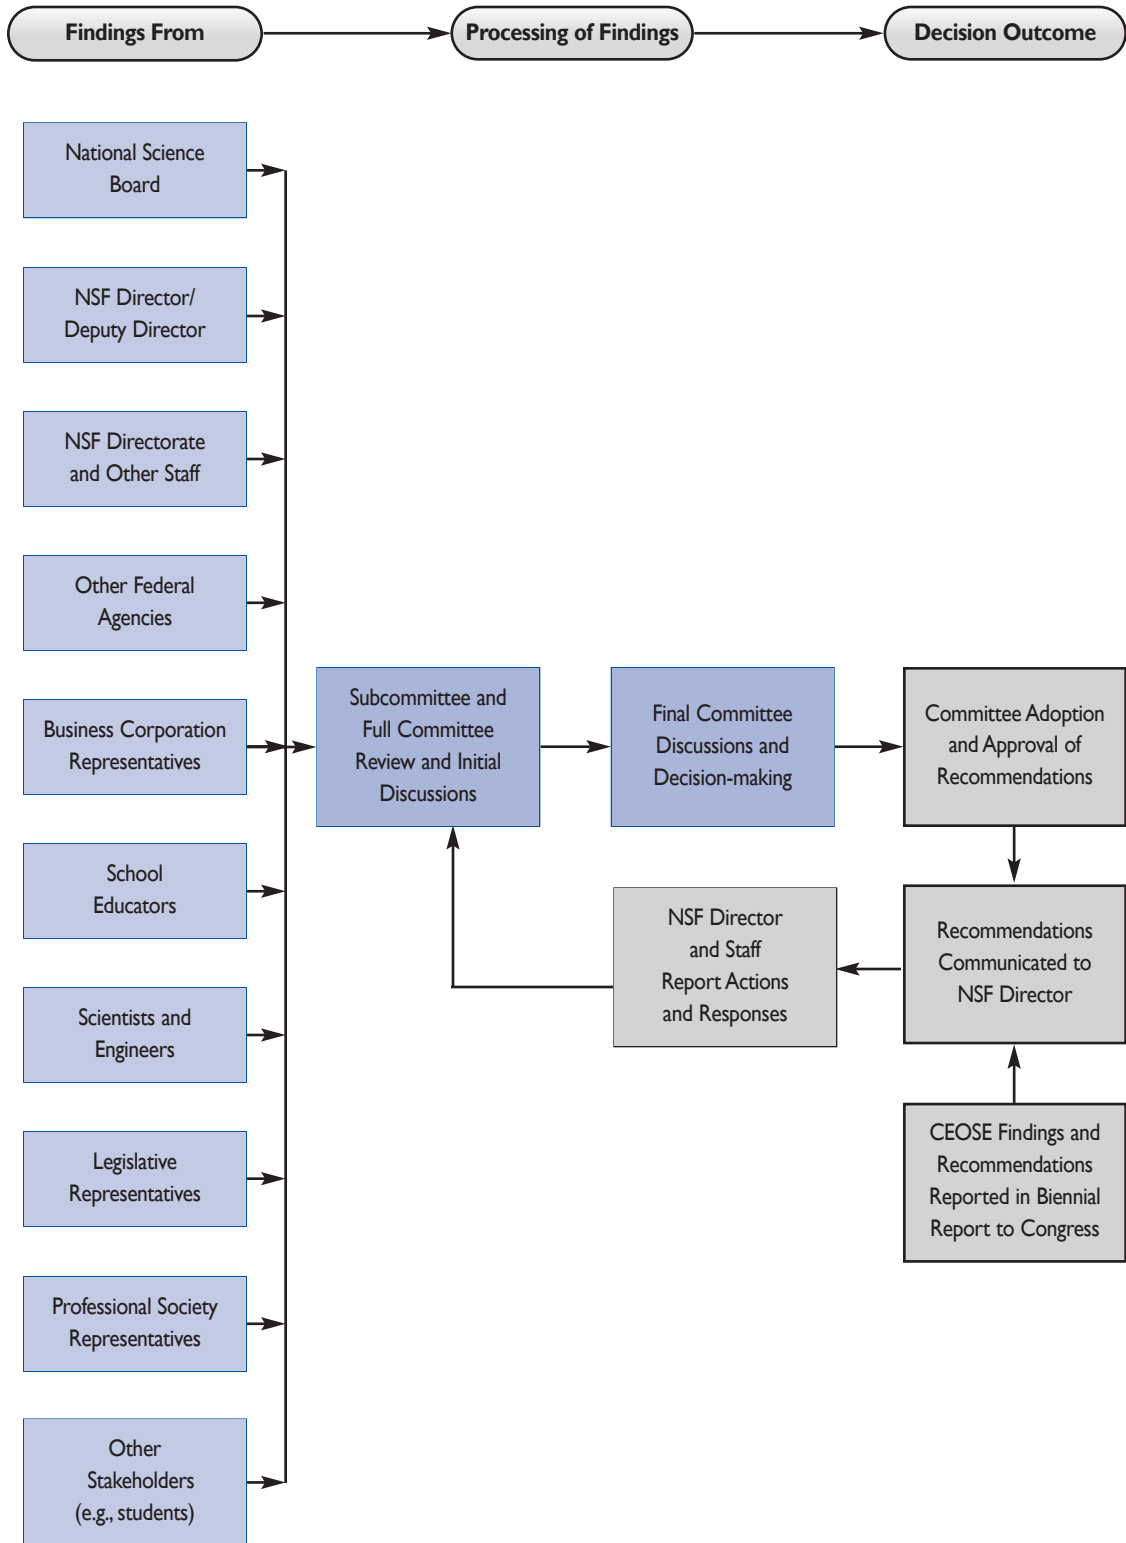 Findings From
Processing of Findings
Decision Outcome
National Science
Board
NSF Director/
Deputy Director
NSF Directorate
and Other Staff
Other Federal
Agencies
Business Corporation
Representatives
School
Educators
Scientists and
Engineers
Legislative
Representatives
Professional Society
Representatives
Other
Stakeholders
(e.g., students)
Subcommittee and
Full Committee
Review and Initial
Discussions
Final Committee
Discussions and
Decision-making
Committee Adoption
and Approval of
Recommendations
NSF Director
and Staff
Report Actions
and Responses
Recommendations
Communicated to
NSF Director
CEOSE Findings and
Recommendations
Reported in Biennial
Report to Congress